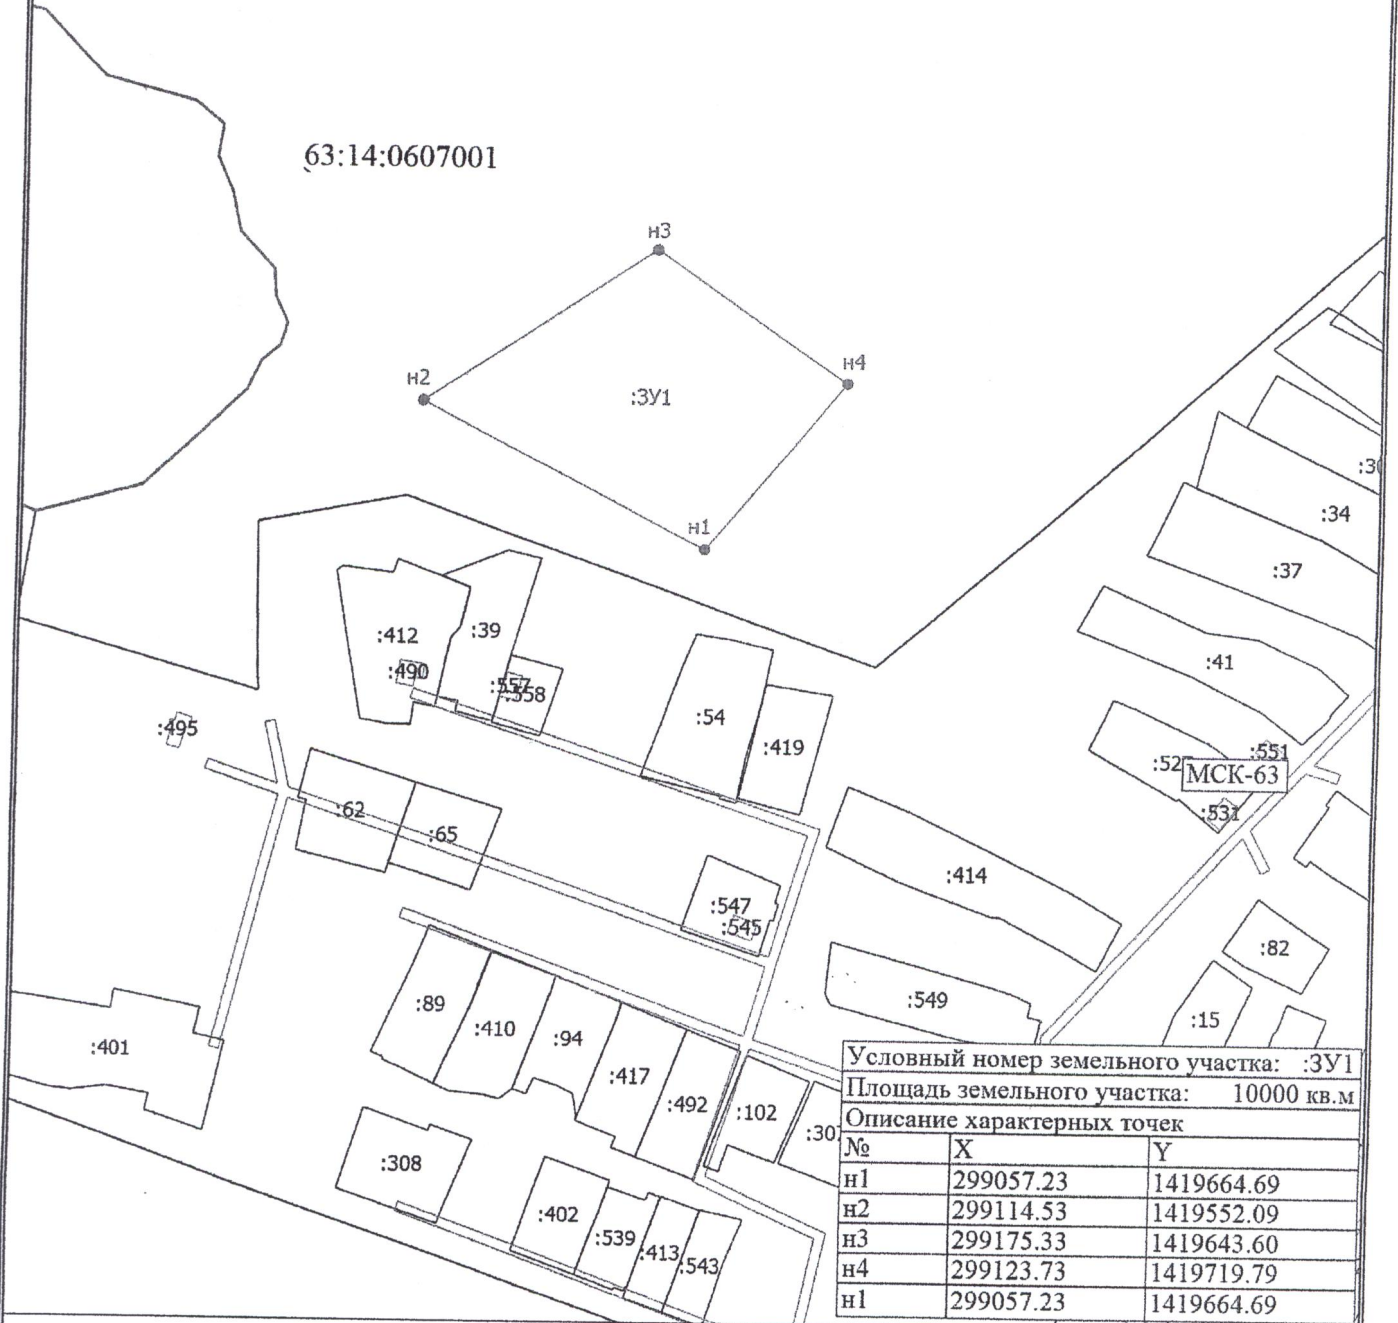 63:14:0607001
н3
н4
н2
:ЗУ1
:34
н1
:37
:39
:412
:41
:490
:557
:558
:54
:495
:419
:551
МСК-63
:62
:531
:65
:414
:547
:545
:82
:89
:549
:15
:410
:94
:401
:417
:492
:102
:308
:402
:539
:413
:543
Условный номер земельного участка: :ЗУ1
Площадь земельного участка: 10000 кв.м
Описание характерных точек
№ X Y
н1 299057.23 1419664.69
н2 299114.53 1419552.09
н3 299175.33 1419643.60
н4 299123.73 1419719.79
н1 299057.23 1419664.69